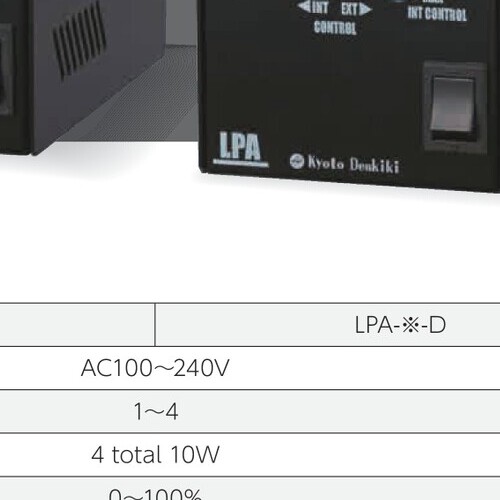 ◀INT EXT▶
CONTROL
INT CONTROL
LPA
Kyoto Denkiki
LPA-※-D
AC100～240V
1～4
4 total 10W
0～100%